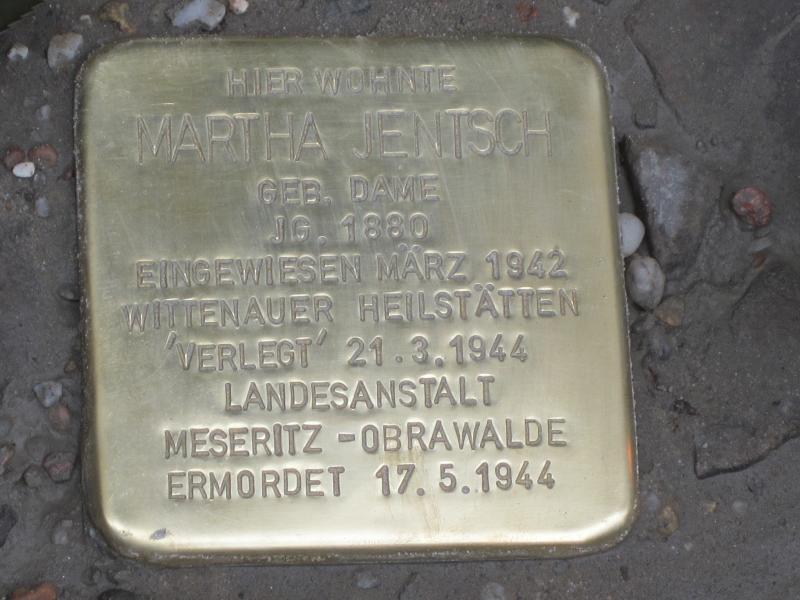 HIER WOHNTE
MARTHA JENTSCH
GEB. DAME
JG. 1880
EINGEWIESEN MÄRZ 1942
WITTENAUER HEILSTÄTTEN
'VERLEGT' 21.3.1944
LANDESANSTALT
MESERITZ-OBRAWALDE
ERMORDET 17.5.1944